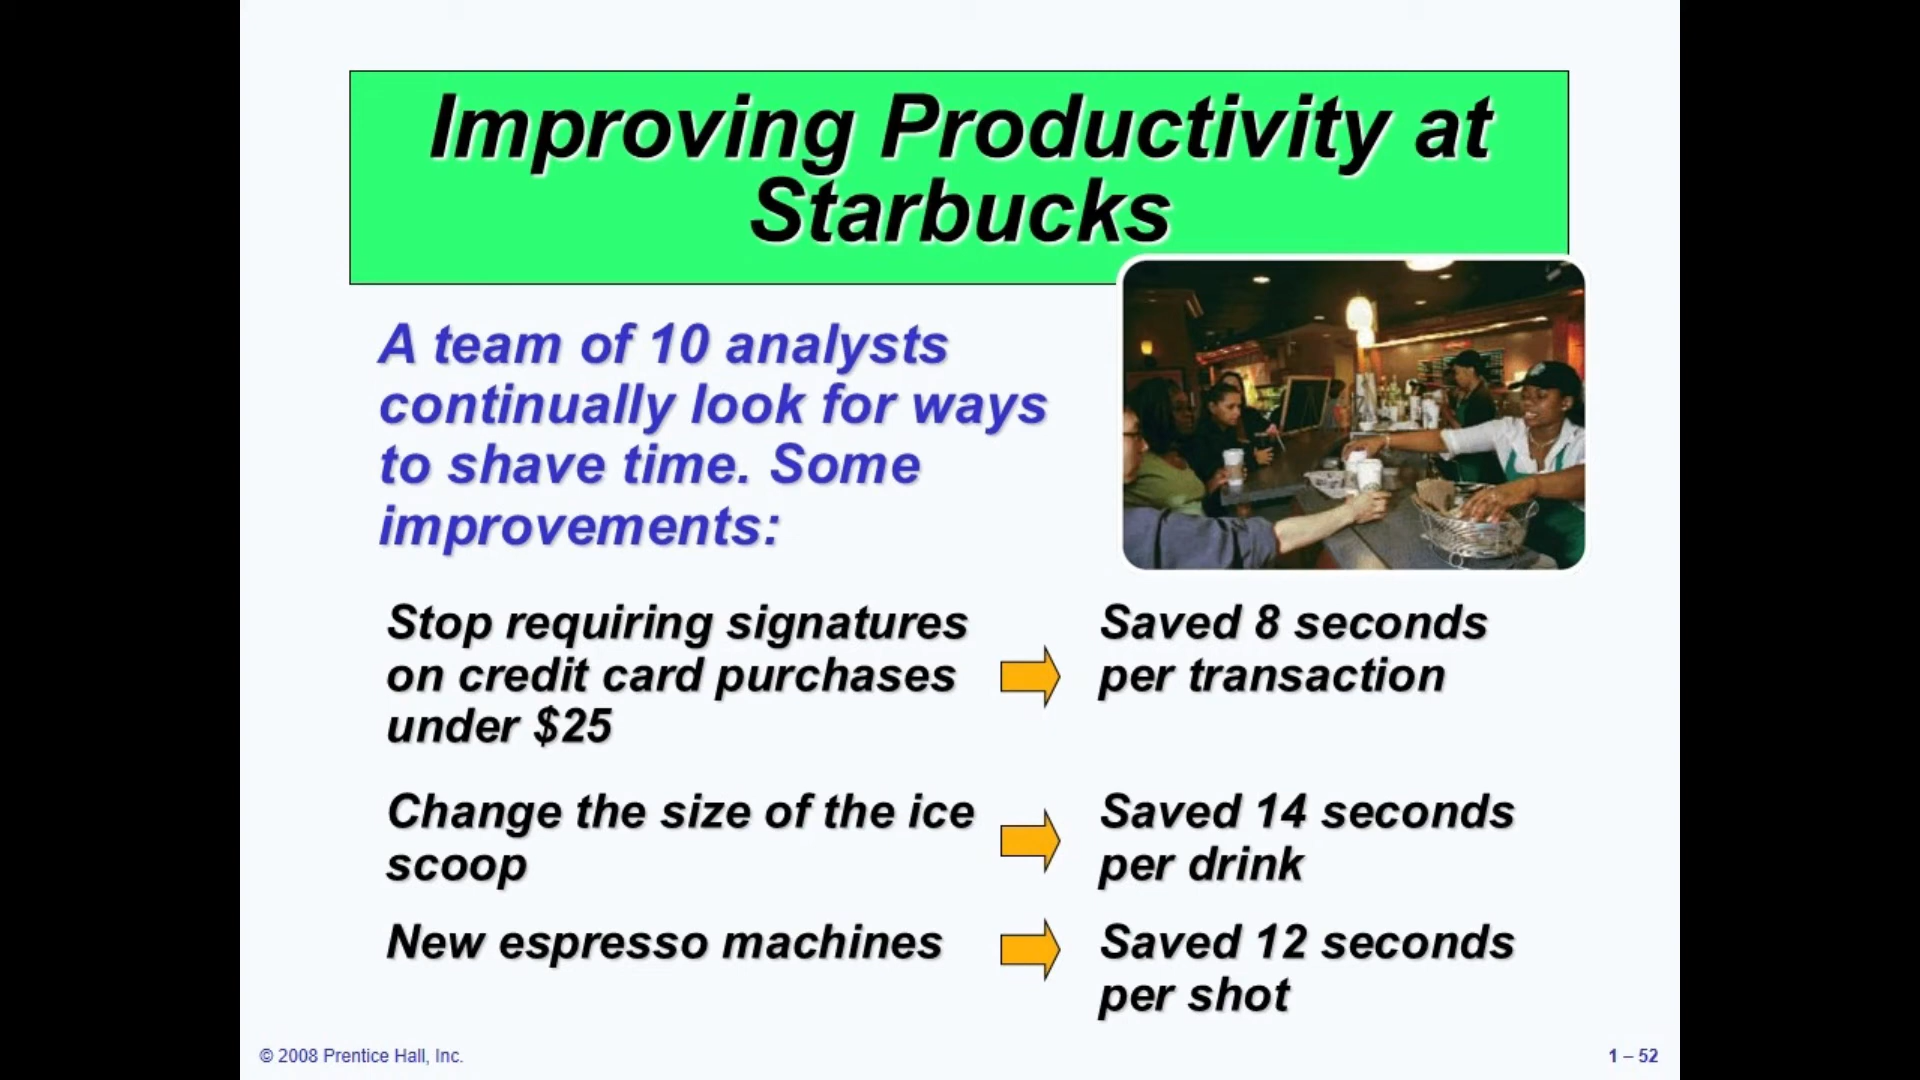 Improving Productivity at
Starbucks
A team of 10 analysts
continually look for ways
to shave time. Some
improvements:
Stop requiring signatures
on credit card purchases
under $25
Saved 8 seconds
per transaction
Change the size of the ice
scoop
Saved 14 seconds
per drink
New espresso machines
Saved 12 seconds
per shot
© 2008 Prentice Hall, Inc.
1 – 52